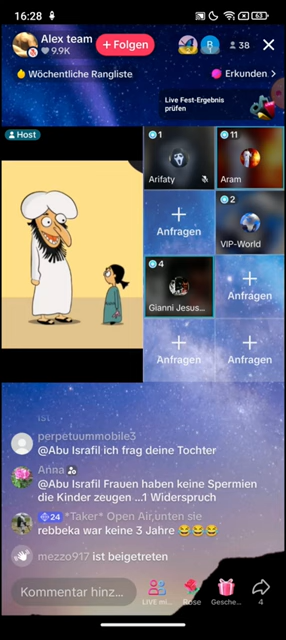 16:28
63
Alex team
9.9K
+ Folgen
B
38
Wöchentliche Rangliste
Erkunden >
Live Fest-Ergebnis
prüfen
Host
1
Arifaty
11
Aram
Anfragen
2
VIP-World
4
Gianni Jesus...
Anfragen
Anfragen
Anfragen
perpetuummobile3
@Abu Israfil ich frag deine Tochter
Anna
@Abu Israfil Frauen haben keine Spermien
die Kinder zeugen ...1 Widerspruch
24 *Taker* Open Air,unten sie
rebbeka war keine 3 Jahre 😂😂😂
mezzo917 ist beigetreten
Kommentar hinz...
LIVE mi...
Rose
Gesche...
4